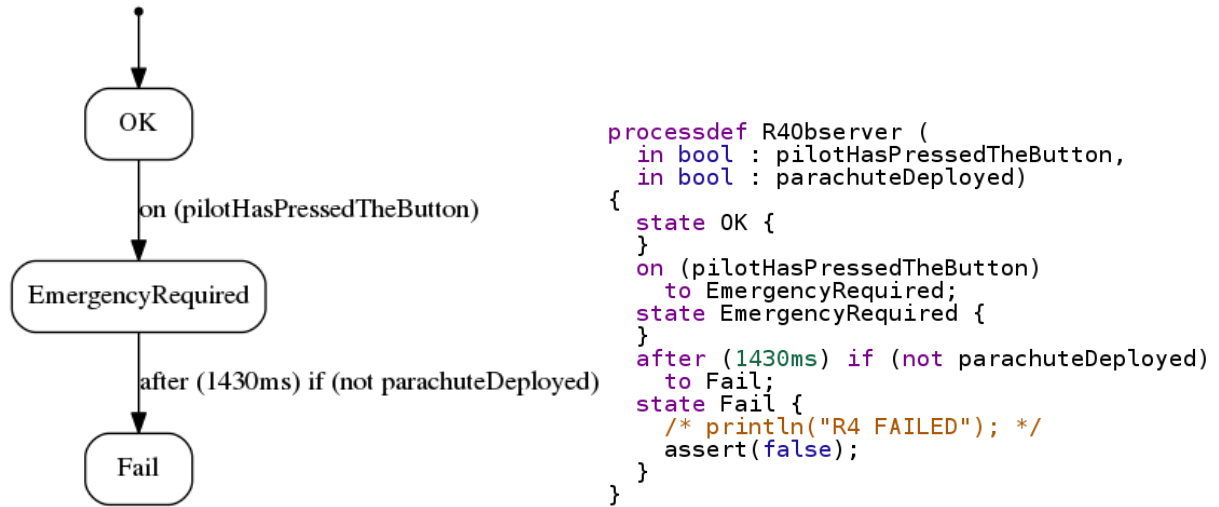 OK
on (pilotHasPressedTheButton)
EmergencyRequired
after (1430ms) if (not parachuteDeployed)
Fail
processdef R4Observer (
  in bool : pilotHasPressedTheButton,
  in bool : parachuteDeployed)
{
  state OK {
  }
  on (pilotHasPressedTheButton)
    to EmergencyRequired;
  state EmergencyRequired {
  }
  after (1430ms) if (not parachuteDeployed)
    to Fail;
  state Fail {
    /* println("R4 FAILED"); */
    assert(false);
  }
}